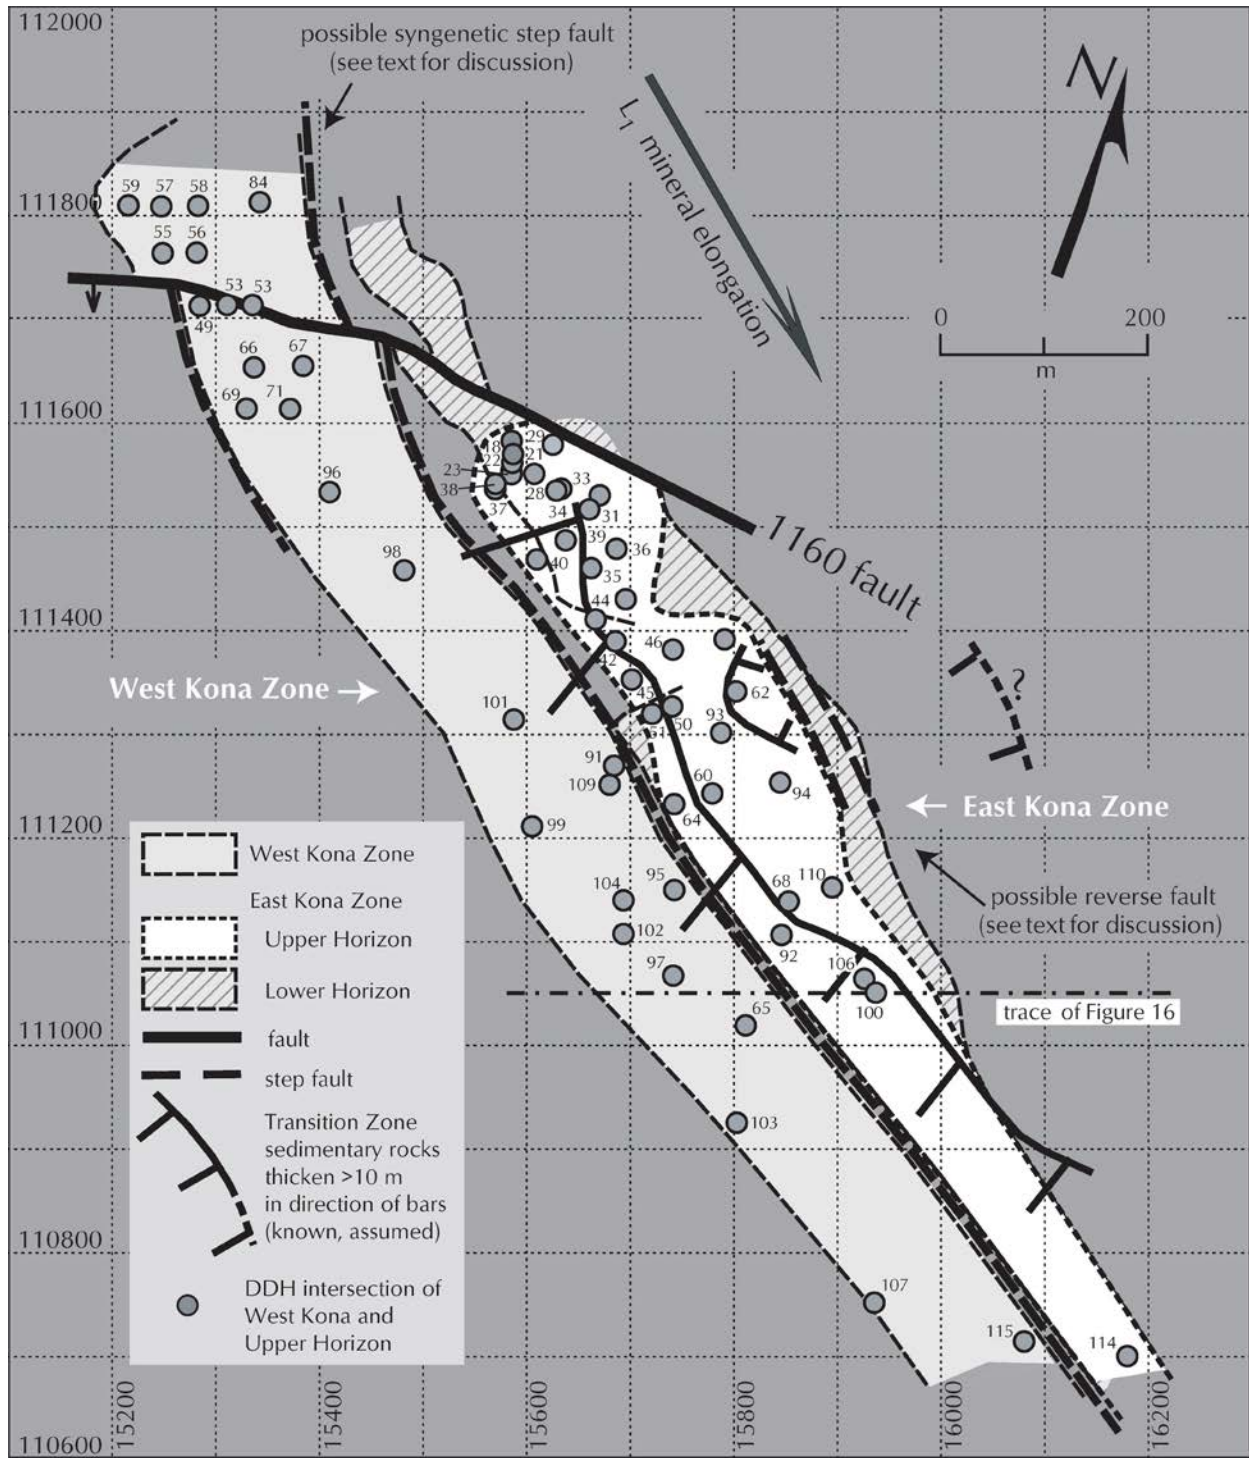 112000
possible syngenetic step fault
(see text for discussion)
N
L1 mineral elongation
0 200
m
59 57 58 84
111800
55 56
53 53
49
66 67
69 71
111600
29
18
21
22
23
38
37
28
33
34
31
96
39
36
40
35
98
1160 fault
44
111400
46
42
62
45
West Kona Zone
?
50
51
93
101
91
109
60
94
64
East Kona Zone
99
111200
95
104
68
110
possible reverse fault
(see text for discussion)
102
92
97
106
100
65
trace of Figure 16
111000
103
West Kona Zone
East Kona Zone
Upper Horizon
Lower Horizon
fault
step fault
Transition Zone
sedimentary rocks
thicken >10 m
in direction of bars
(known, assumed)
DDH intersection of
West Kona and
Upper Horizon
110800
107
115
114
110600
15200
15400
15600
15800
16000
16200